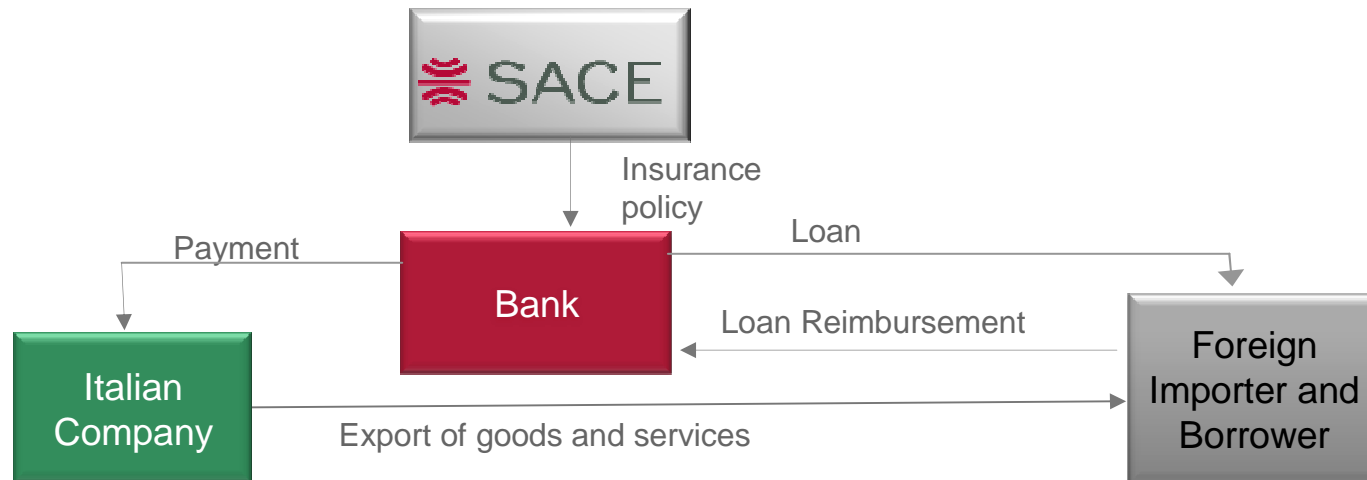 SACE
Insurance
policy
Payment
Loan
Bank
Loan Reimbursement
Italian
Company
Foreign
Importer and
Borrower
Export of goods and services